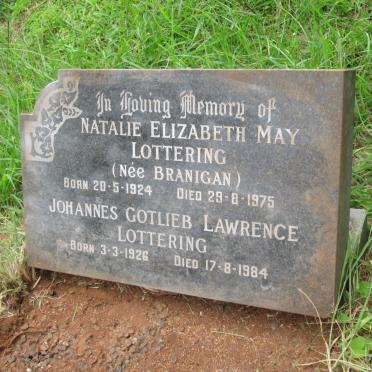 In Loving Memory of
Natalie Elizabeth May
Lottering
(Née Branigan)
Born 20-5-1924 Died 29-8-1975
Johannes Gotlieb Lawrence
Lottering
Born 3-3-1926 Died 17-8-1984